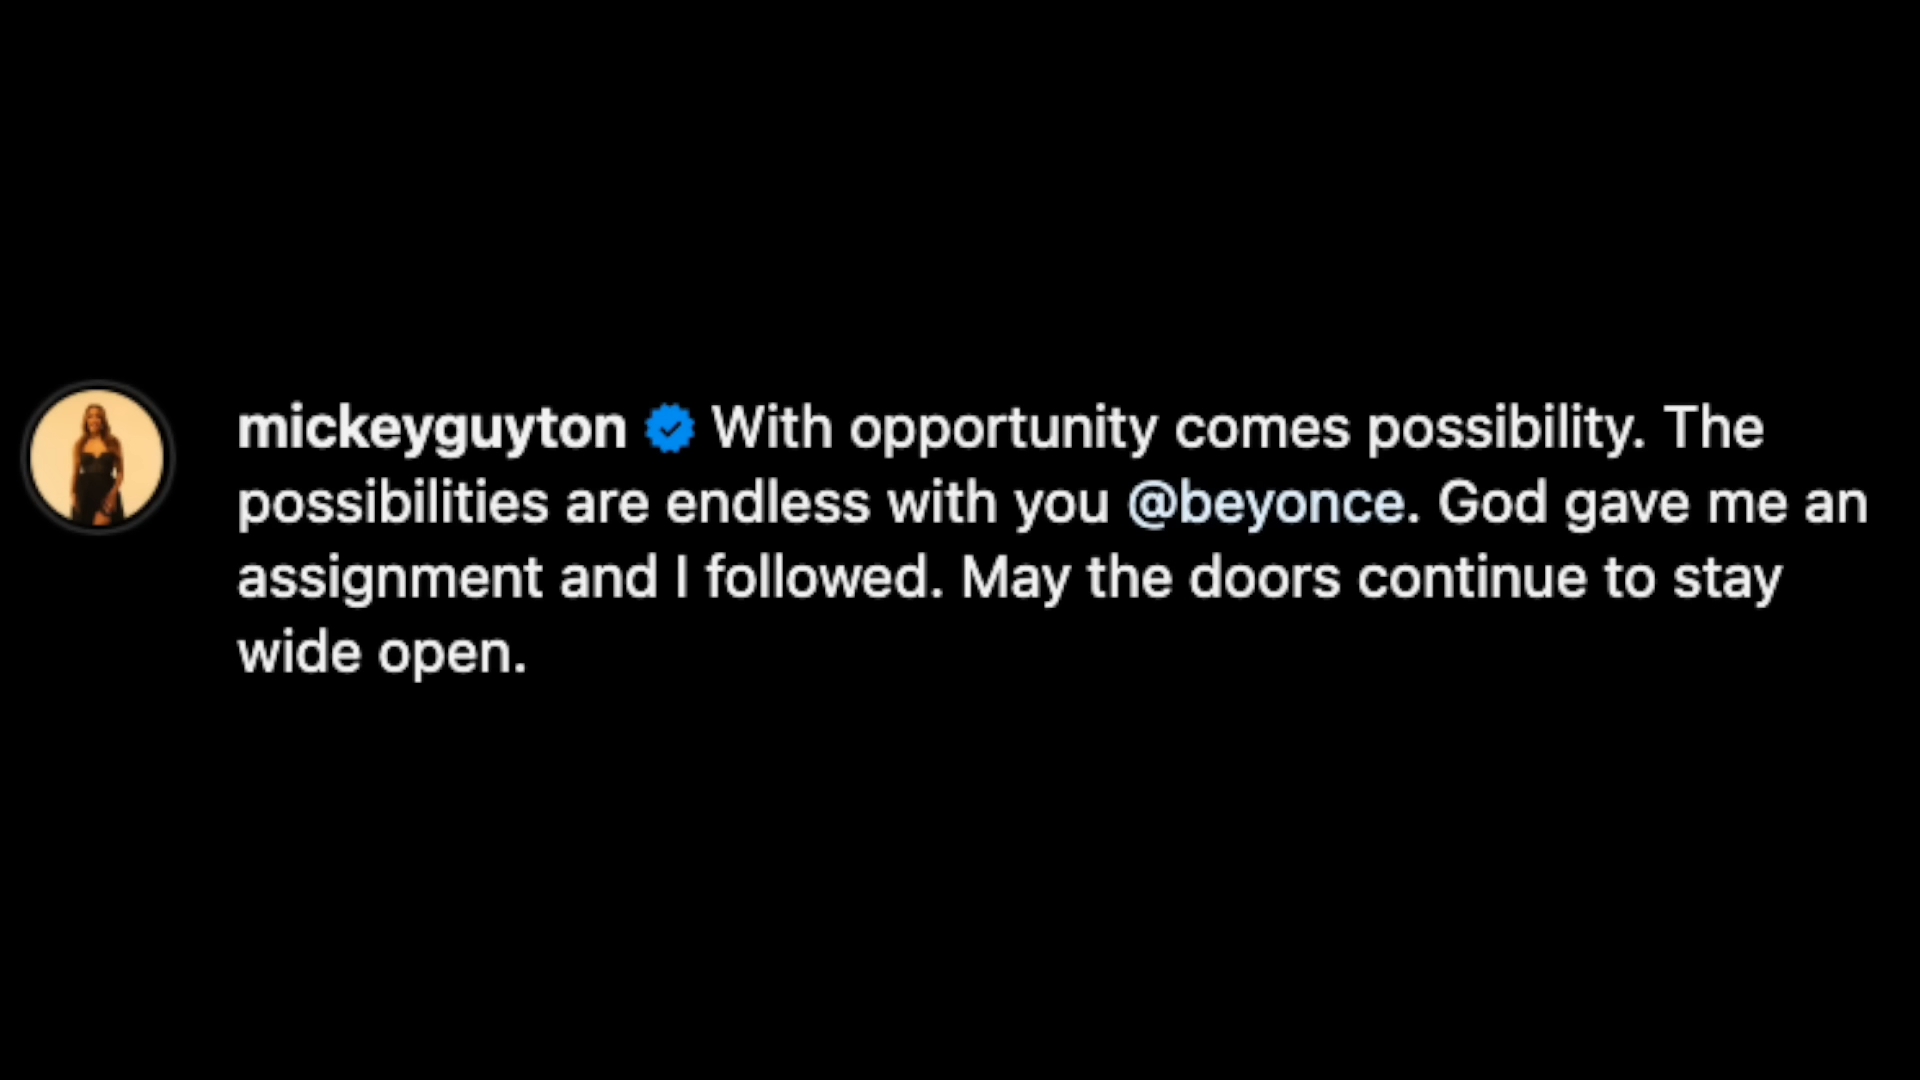 mickeyguyton With opportunity comes possibility. The
possibilities are endless with you @beyonce. God gave me an
assignment and I followed. May the doors continue to stay
wide open.